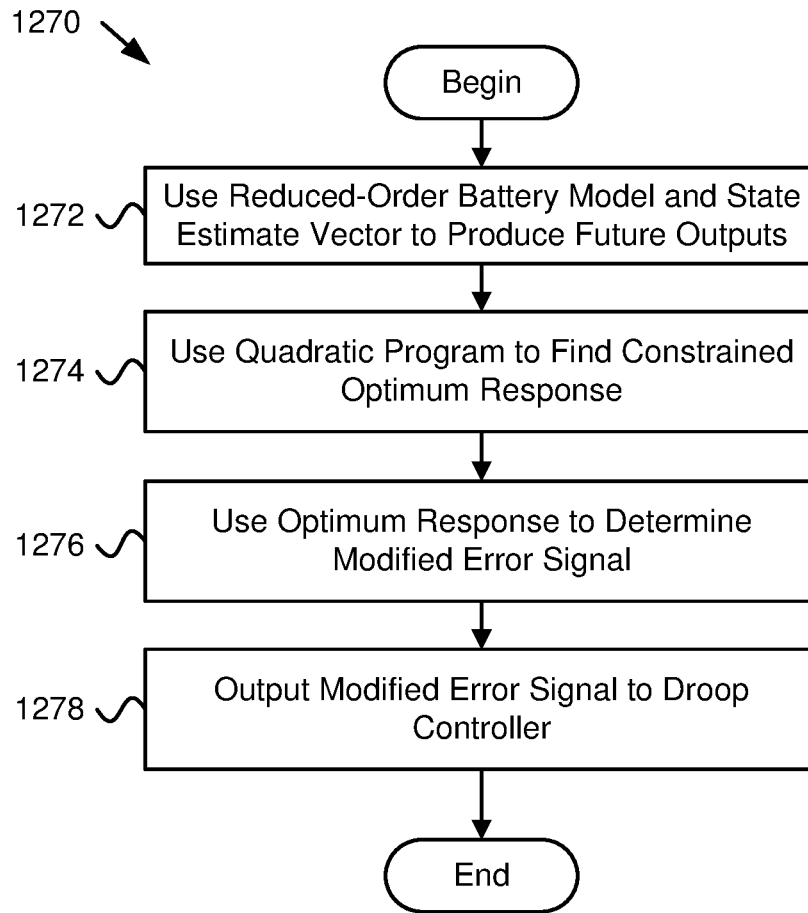 1270
Begin
1272
Use Reduced-Order Battery Model and State
Estimate Vector to Produce Future Outputs
1274
Use Quadratic Program to Find Constrained
Optimum Response
1276
Use Optimum Response to Determine
Modified Error Signal
1278
Output Modified Error Signal to Droop
Controller
End